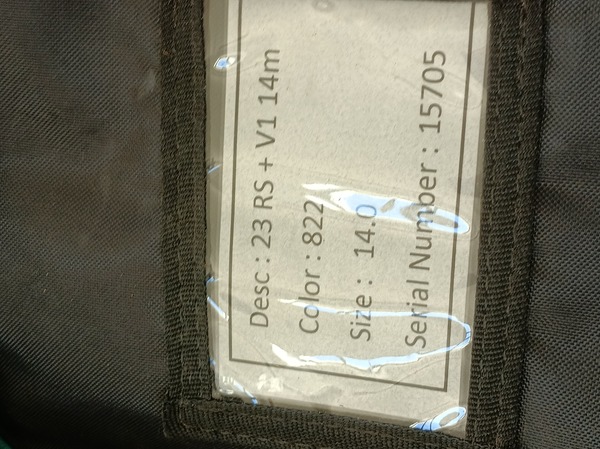 Desc : 23 RS + V1 14m
Color : 822
Size : 14.0
Serial Number : 15705